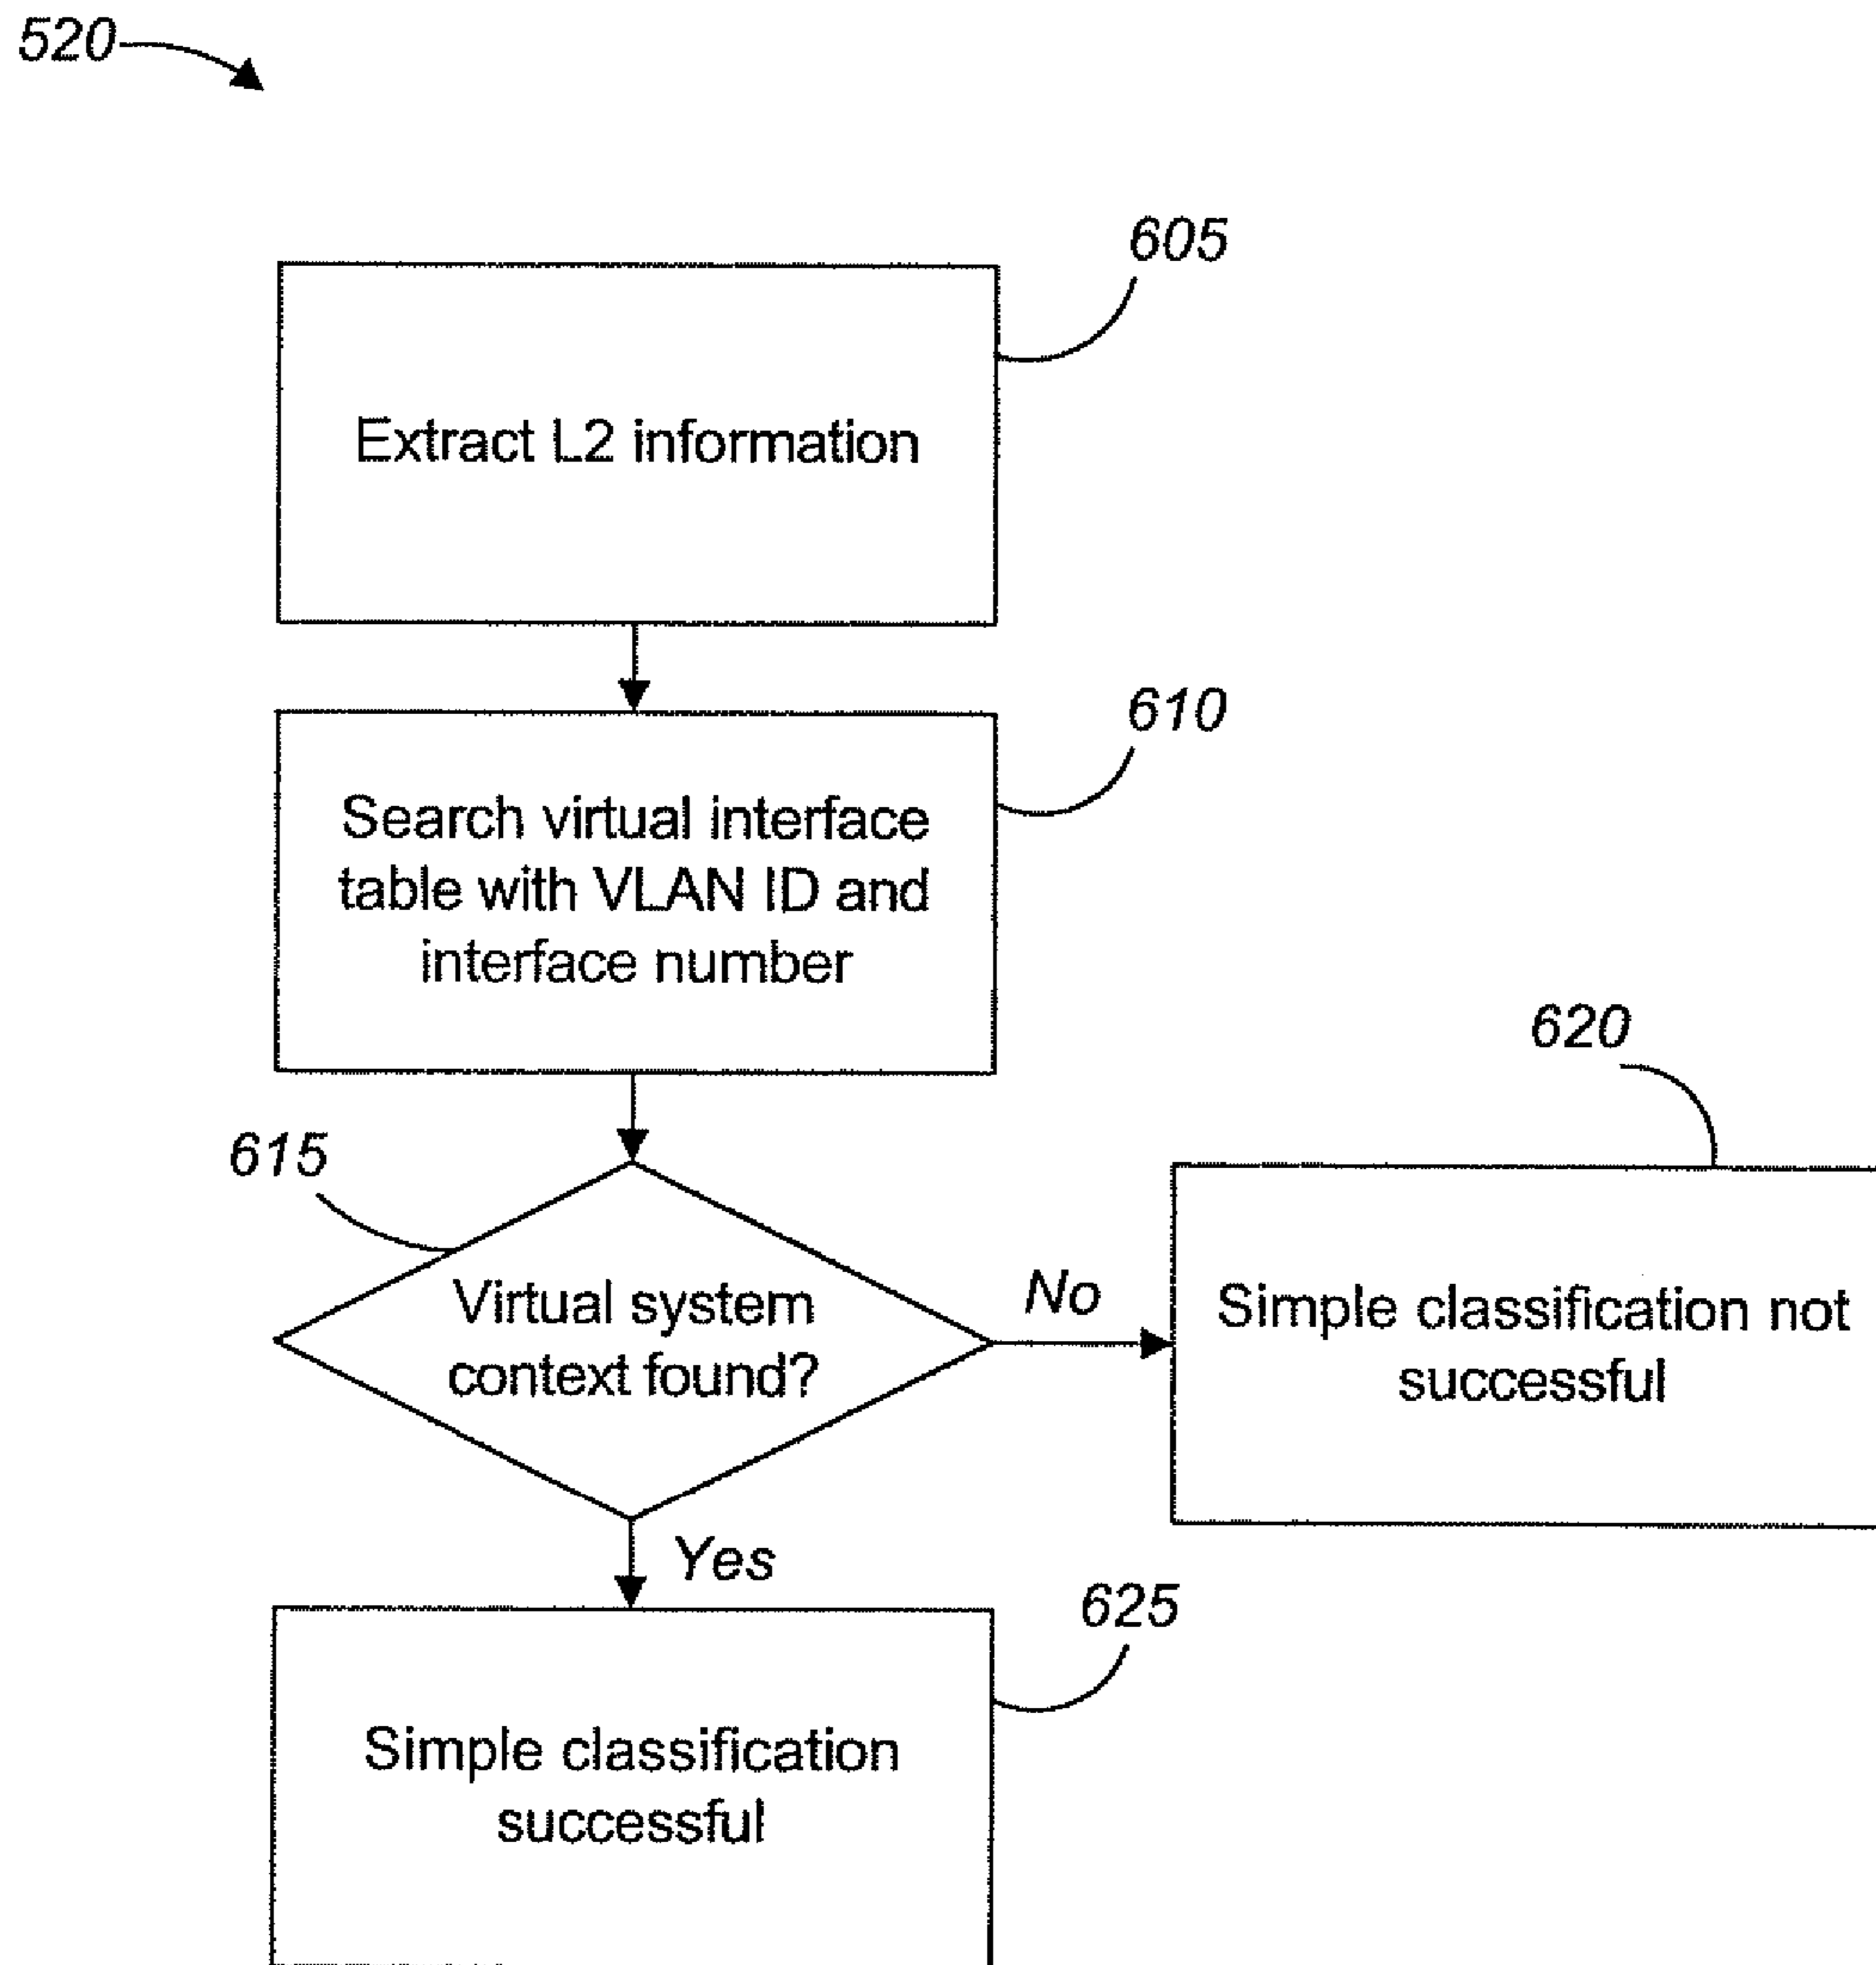 520
605
Extract L2 information
610
Search virtual interface
table with VLAN ID and
interface number
615
Virtual system
context found?
No
620
Simple classification not
successful
Yes
625
Simple classification
successful